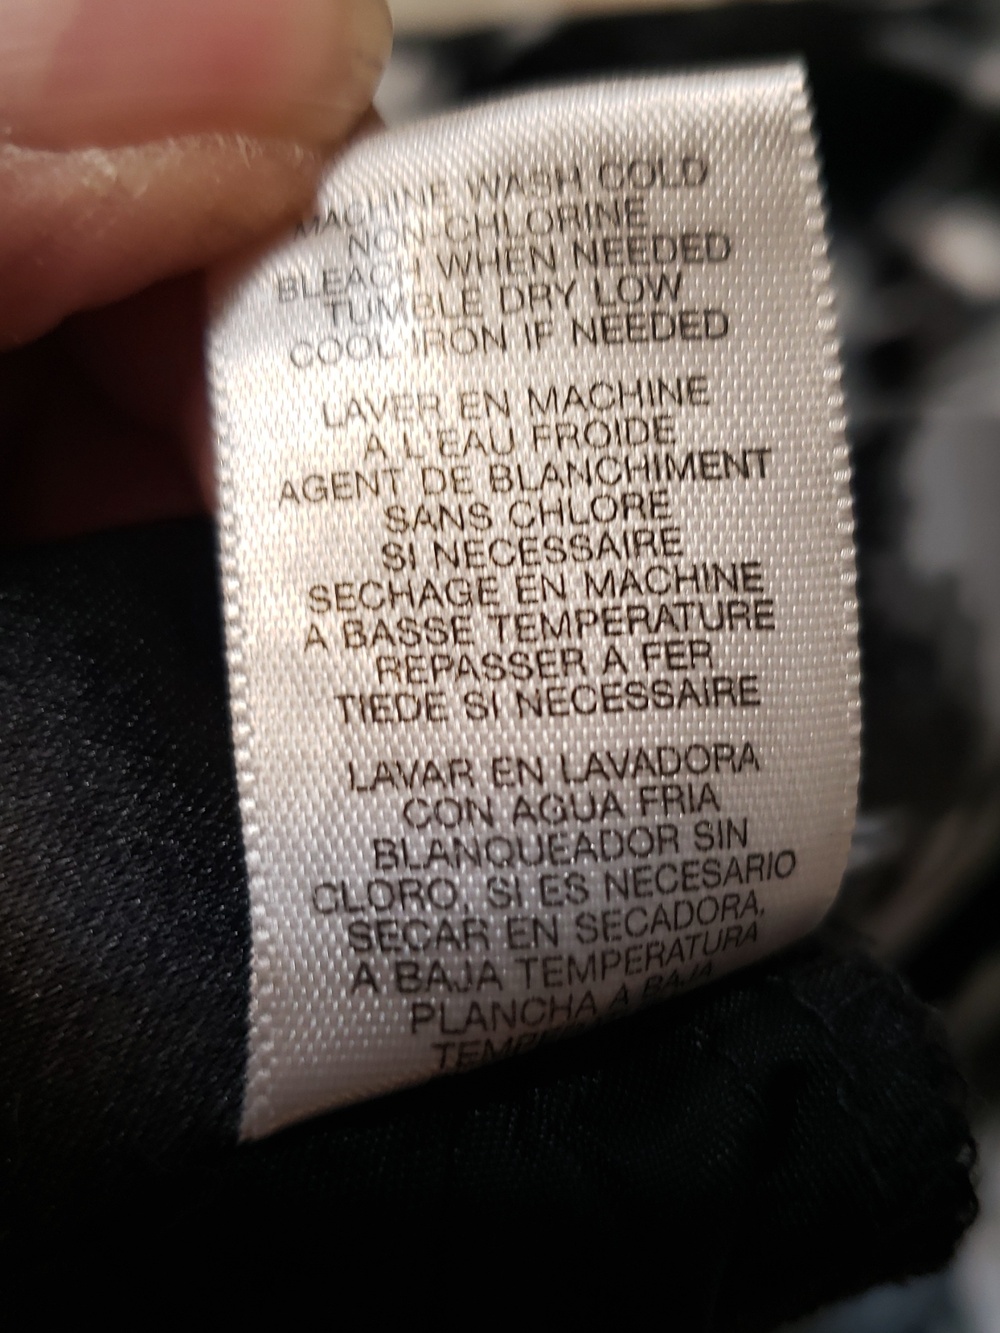 MACHINE WASH COLD
NON-CHLORINE
BLEACH WHEN NEEDED
TUMBLE DRY LOW
COOL IRON IF NEEDED
LAVER EN MACHINE
A L'EAU FROIDE
AGENT DE BLANCHIMENT
SANS CHLORE
SI NECESSAIRE
SECHAGE EN MACHINE
A BASSE TEMPERATURE
REPASSER A FER
TIEDE SI NECESSAIRE
LAVAR EN LAVADORA
CON AGUA FRIA
BLANQUEADOR SIN
CLORO, SI ES NECESARIO
SECAR EN SECADORA,
A BAJA TEMPERATURA
PLANCHA A BAJA